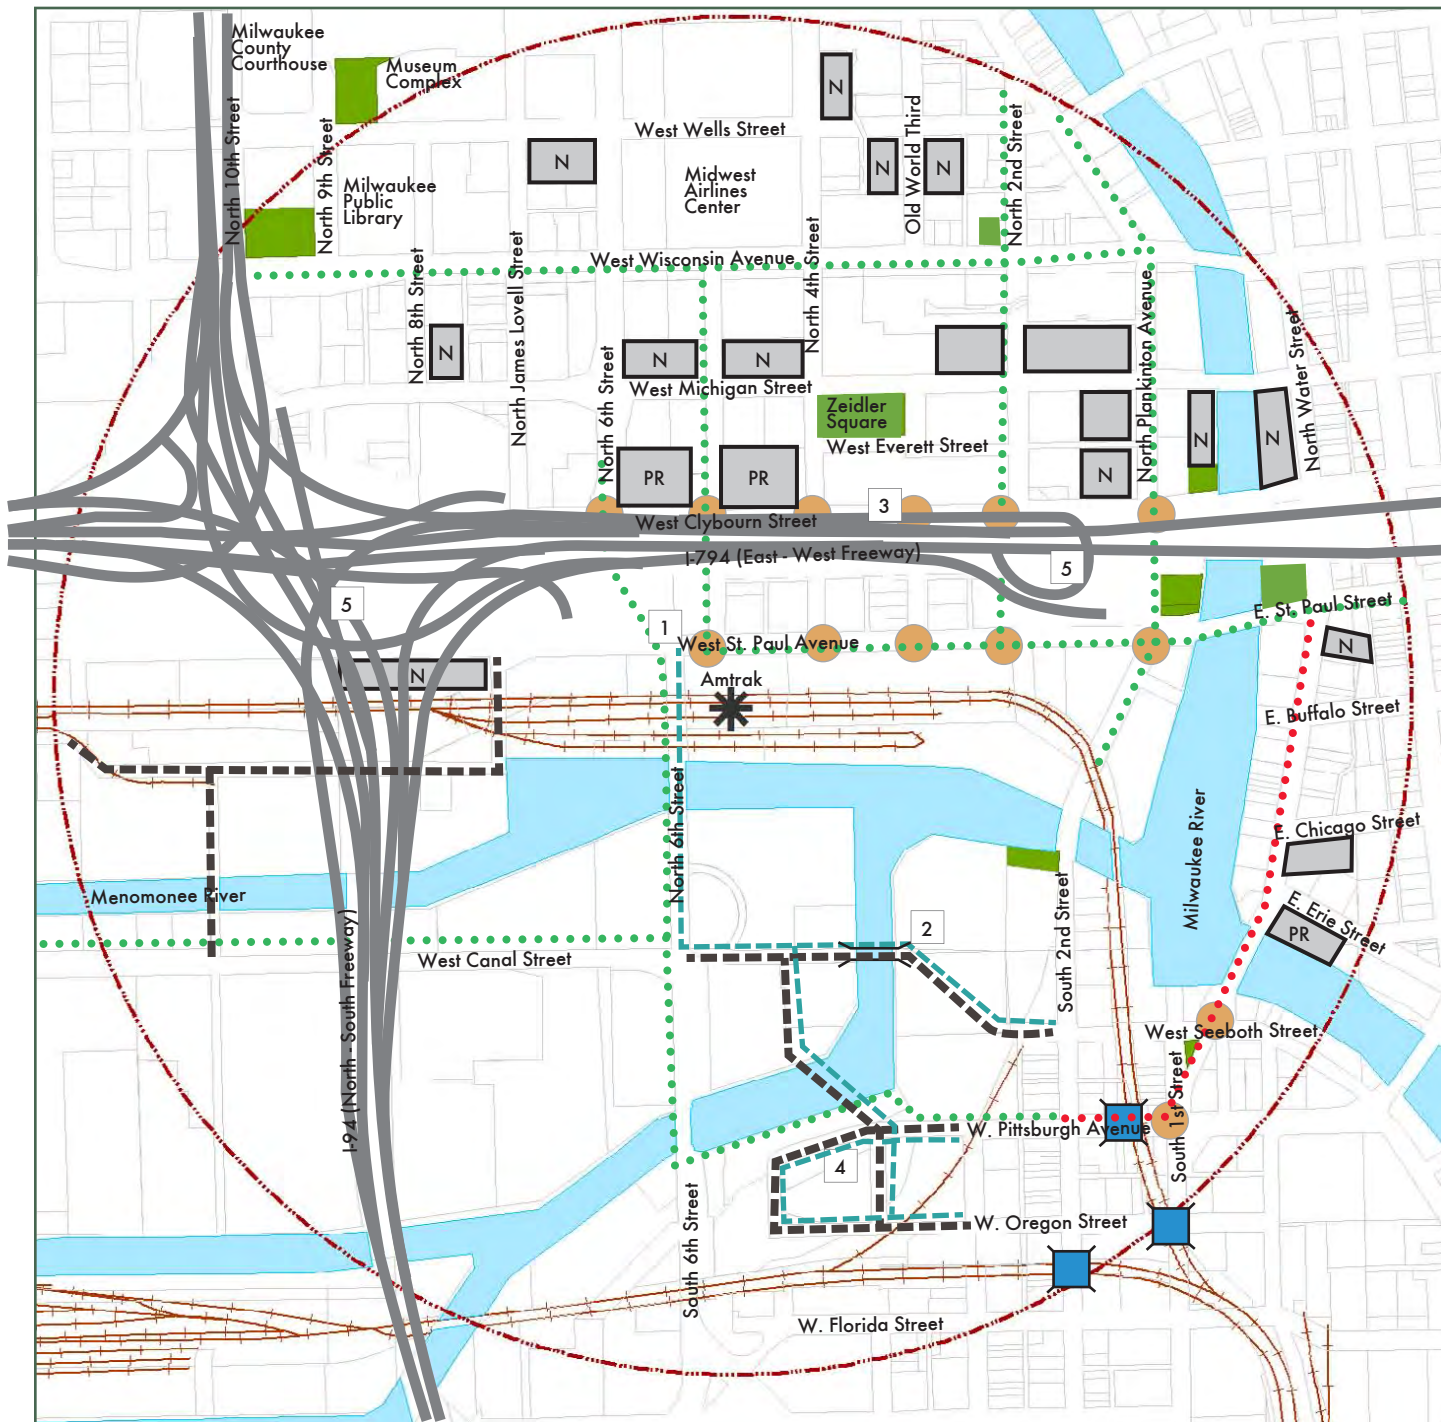 Milwaukee
County
Courthouse
Museum
Complex
North 10th Street
North 9th Street
Milwaukee
Public
Library
West Wells Street
Midwest
Airlines
Center
N
N
N
N
Old World Third
North 2nd Street
West Wisconsin Avenue
North 4th Street
North 8th Street
North James Lovell Street
N
North 6th Street
N
N
West Michigan Street
Zeidler
Square
West Everett Street
North Plankinton Avenue
N
N
N
North Water Street
PR
PR
3
West Clybourn Street
I-794 (East - West Freeway)
5
5
1
West St. Paul Avenue
E. St. Paul Street
N
N
Amtrak
E. Buffalo Street
North 6th Street
Milwaukee River
E. Chicago Street
Menomonee River
E. Erie Street
PR
2
West Canal Street
South 2nd Street
I-94 (North - South Freeway)
West Seeboth Street
South 1st Street
W. Pittsburgh Avenue
4
W. Oregon Street
South 6th Street
W. Florida Street